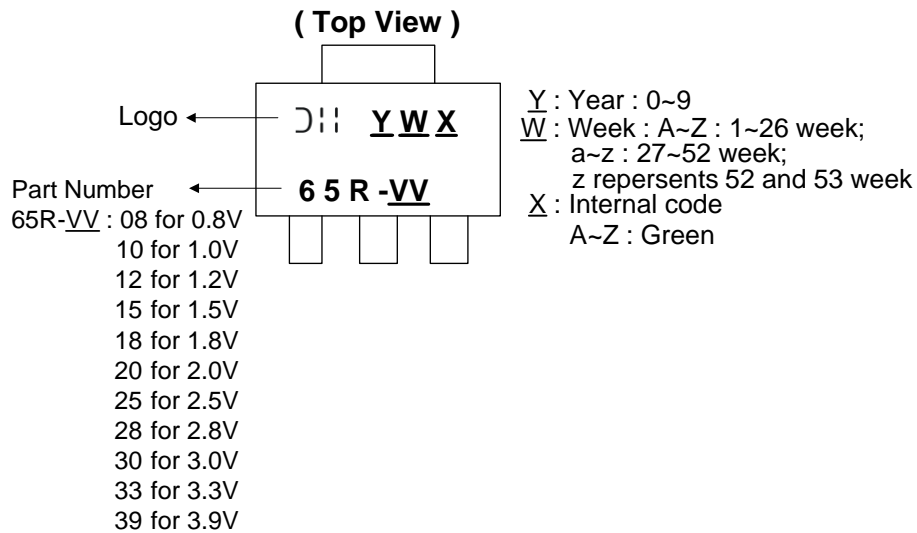 ( Top View )
Logo
Y W X
Y : Year : 0~9
W : Week : A~Z : 1~26 week;
a~z : 27~52 week;
z repersents 52 and 53 week
X : Internal code
A~Z : Green
Part Number
6 5 R -VV
65R-VV : 08 for 0.8V
10 for 1.0V
12 for 1.2V
15 for 1.5V
18 for 1.8V
20 for 2.0V
25 for 2.5V
28 for 2.8V
30 for 3.0V
33 for 3.3V
39 for 3.9V